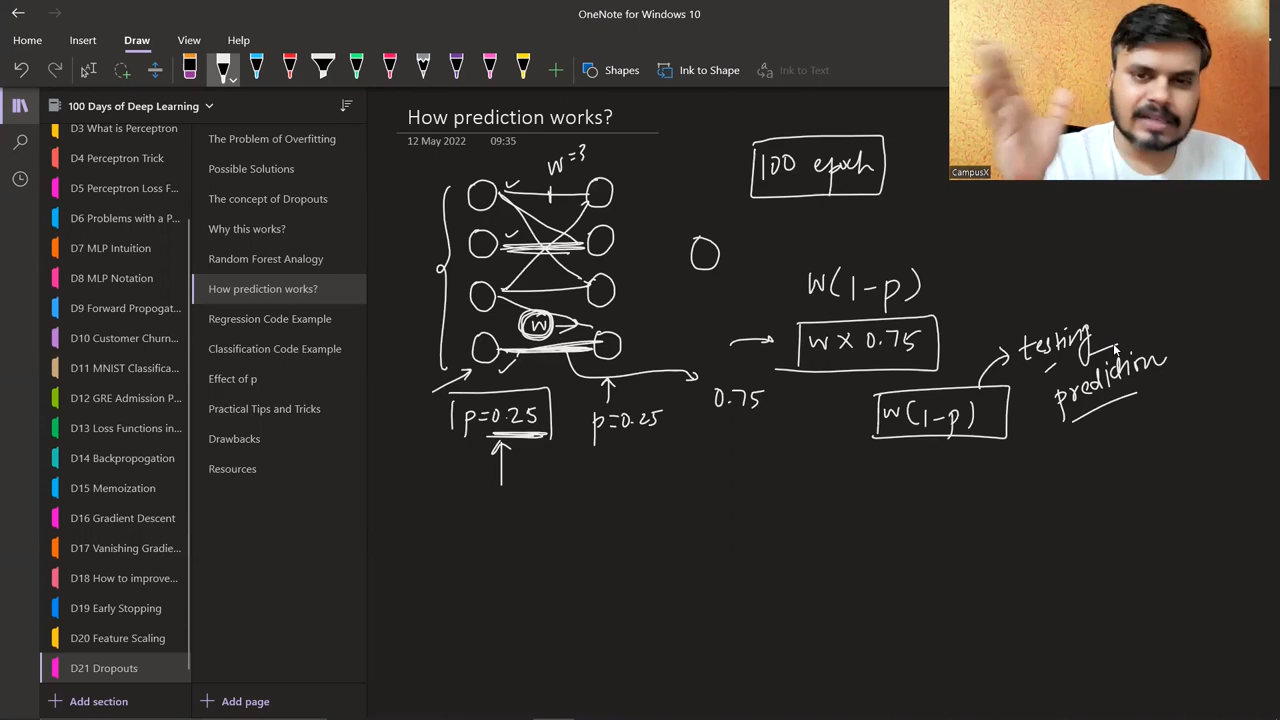 OneNote for Windows 10
Home Insert Draw View Help
Shapes Ink to Shape Ink to Text
100 Days of Deep Learning
D3 What is Perceptron
D4 Perceptron Trick
D5 Perceptron Loss F...
D6 Problems with a P...
D7 MLP Intuition
D8 MLP Notation
D9 Forward Propogat...
D10 Customer Churn...
D11 MNIST Classifica...
D12 GRE Admission P...
D13 Loss Functions in...
D14 Backpropogation
D15 Memoization
D16 Gradient Descent
D17 Vanishing Gradie...
D18 How to improve...
D19 Early Stopping
D20 Feature Scaling
D21 Dropouts
Add section
The Problem of Overfitting
Possible Solutions
The concept of Dropouts
Why this works?
Random Forest Analogy
How prediction works?
Regression Code Example
Classification Code Example
Effect of p
Practical Tips and Tricks
Drawbacks
Resources
Add page
How prediction works?
12 May 2022 09:35
w=3
100 epoch
w(1-p)
w
w x 0.75
testing
prediction
p=0.25
p=0.25
0.75
w(1-p)
CampusX